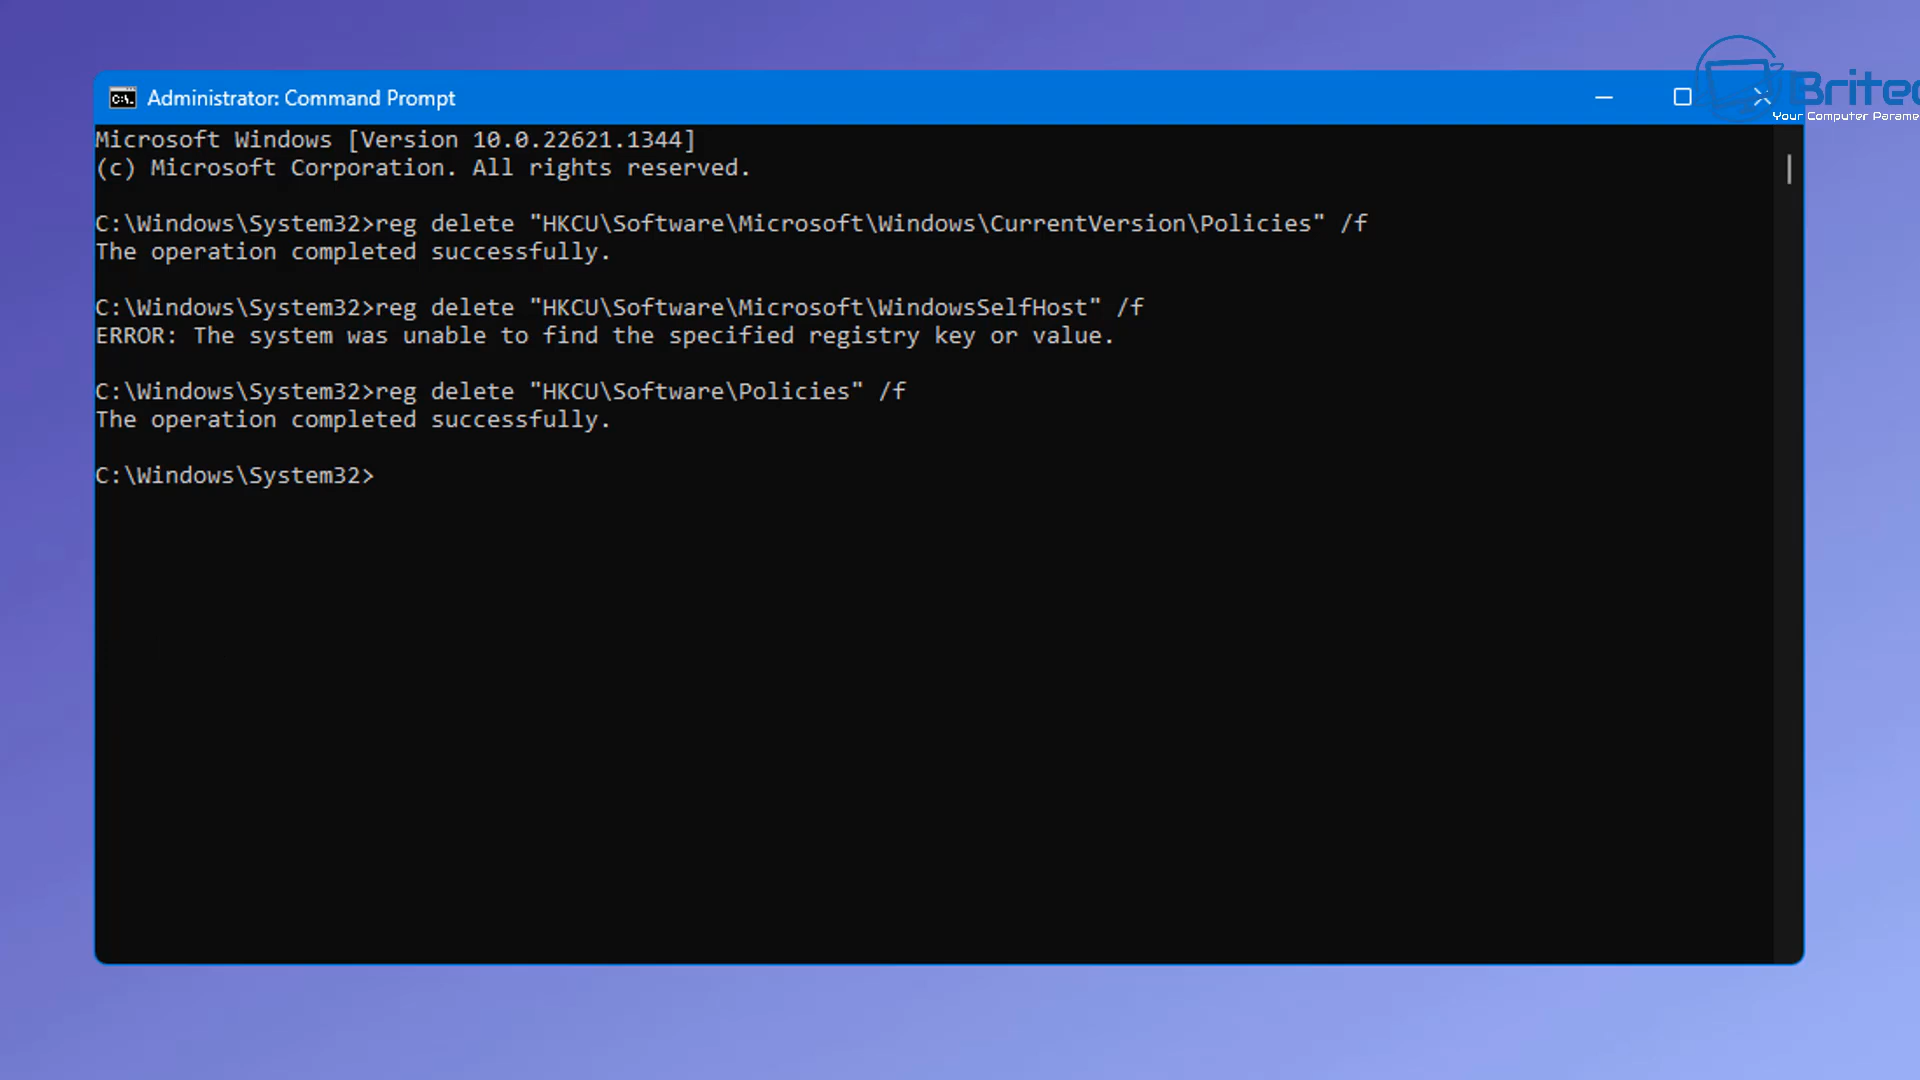 Administrator: Command Prompt
Microsoft Windows [Version 10.0.22621.1344]
(c) Microsoft Corporation. All rights reserved.
C:\Windows\System32>reg delete "HKCU\Software\Microsoft\Windows\CurrentVersion\Policies" /f
The operation completed successfully.
C:\Windows\System32>reg delete "HKCU\Software\Microsoft\WindowsSelfHost" /f
ERROR: The system was unable to find the specified registry key or value.
C:\Windows\System32>reg delete "HKCU\Software\Policies" /f
The operation completed successfully.
C:\Windows\System32>
Your Computer